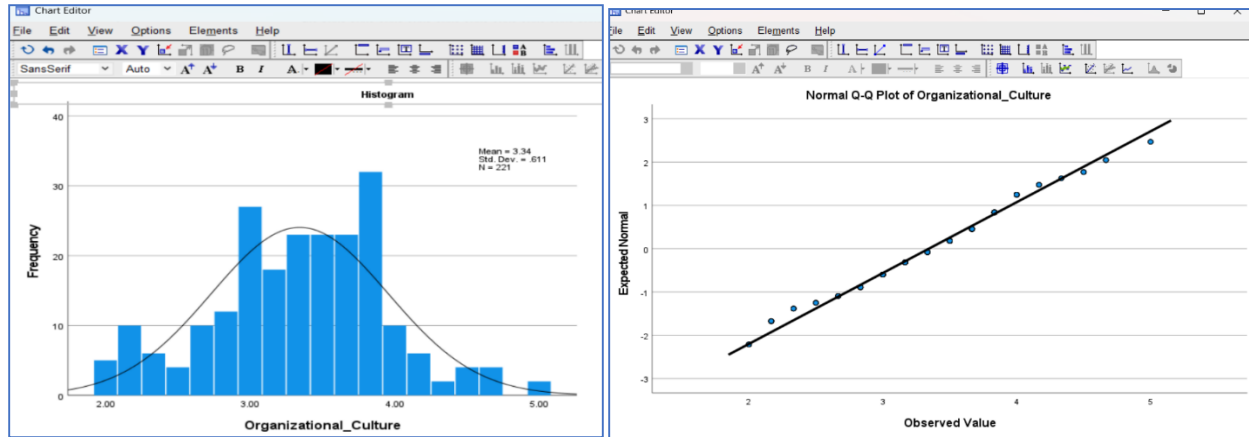 Chart Editor
File Edit View Options Elements Help
SansSerif Auto A A B I A
Histogram
Mean = 3.34
Std. Dev. = .611
N = 221
40
30
20
10
0
Frequency
2.00 3.00 4.00 5.00
Organizational_Culture
Chart Editor
File Edit View Options Elements Help
A A B I A
Normal Q-Q Plot of Organizational_Culture
3
2
1
0
-1
-2
-3
Expected Normal
2 3 4 5
Observed Value